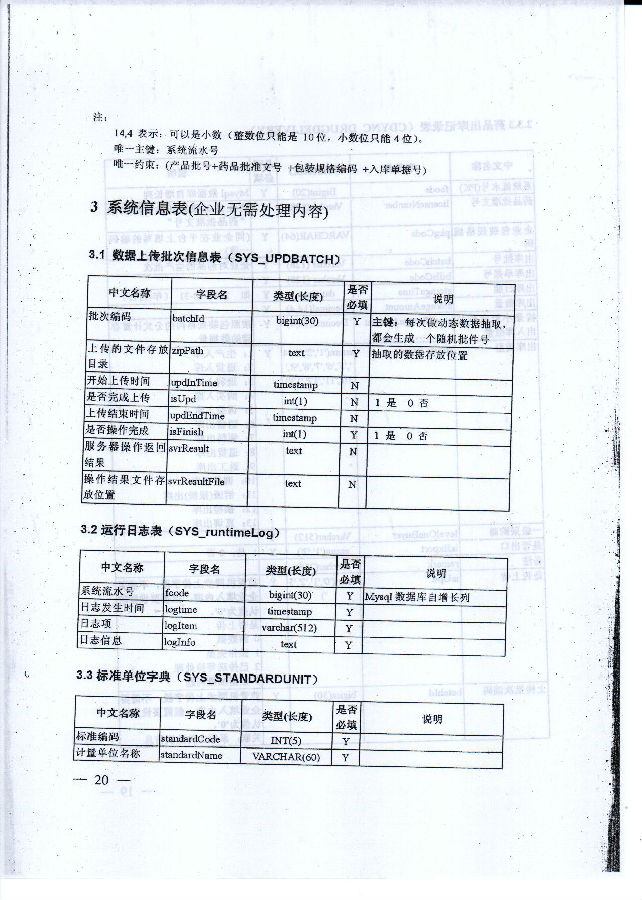 注：
14,4 表示：可以是小数（整数位只能是 10 位，小数位只能 4 位）。
唯一主键：系统流水号
唯一约束：(产品批号+药品批准文号 +包装规格编码 +入库单据号)
3 系统信息表(企业无需处理内容)
3.1 数据上传批次信息表（SYS_UPDBATCH）
中文名称 字段名 类型(长度) 是否必填 说明
批次编码 batchId bigint(30) Y 主键，每次做动态数据抽取，
都会生成一个随机批件号
上传的文件存放 zipPath text Y 抽取的数据存放位置
目录
开始上传时间 updInTime timestamp N
是否完成上传 isUpd int(1) N 1 是 0 否
上传结束时间 updEndTime timestamp N
是否操作完成 isFinish int(1) Y 1 是 0 否
服务器操作返回 svrResult text N
结果
操作结果文件存 svrResultFile text N
放位置
3.2 运行日志表（SYS_runtimeLog）
中文名称 字段名 类型(长度) 是否必填 说明
系统流水号 fcode bigint(30) Y Mysql 数据库自增长列
日志发生时间 logtime timestamp Y
日志项 logItem varchar(512) Y
日志信息 logInfo text Y
3.3 标准单位字典（SYS_STANDARDUNIT）
中文名称 字段名 类型(长度) 是否必填 说明
标准编码 standardCode INT(5) Y
计量单位名称 standardName VARCHAR(60) Y
— 20 —